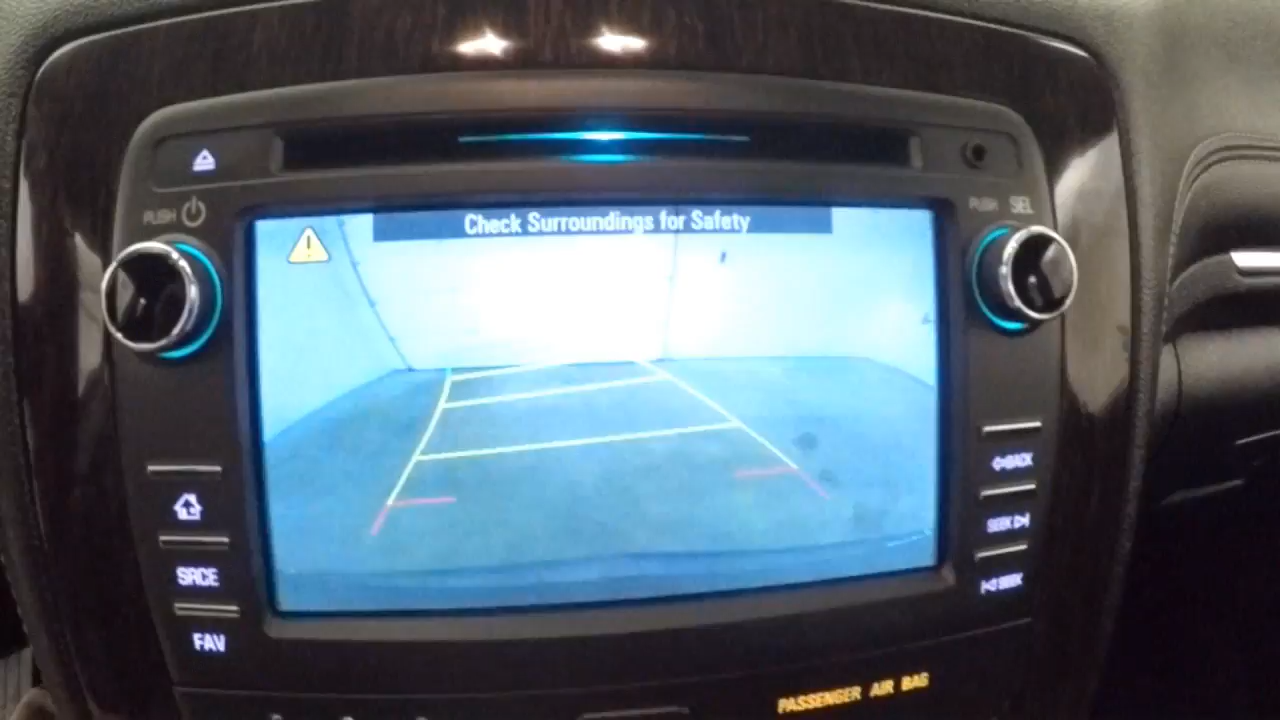 Check Surroundings for Safety
PUSH
PUSH SEL
BACK
SRCE
SEEK
SEEK
FAV
PASSENGER AIR BAG